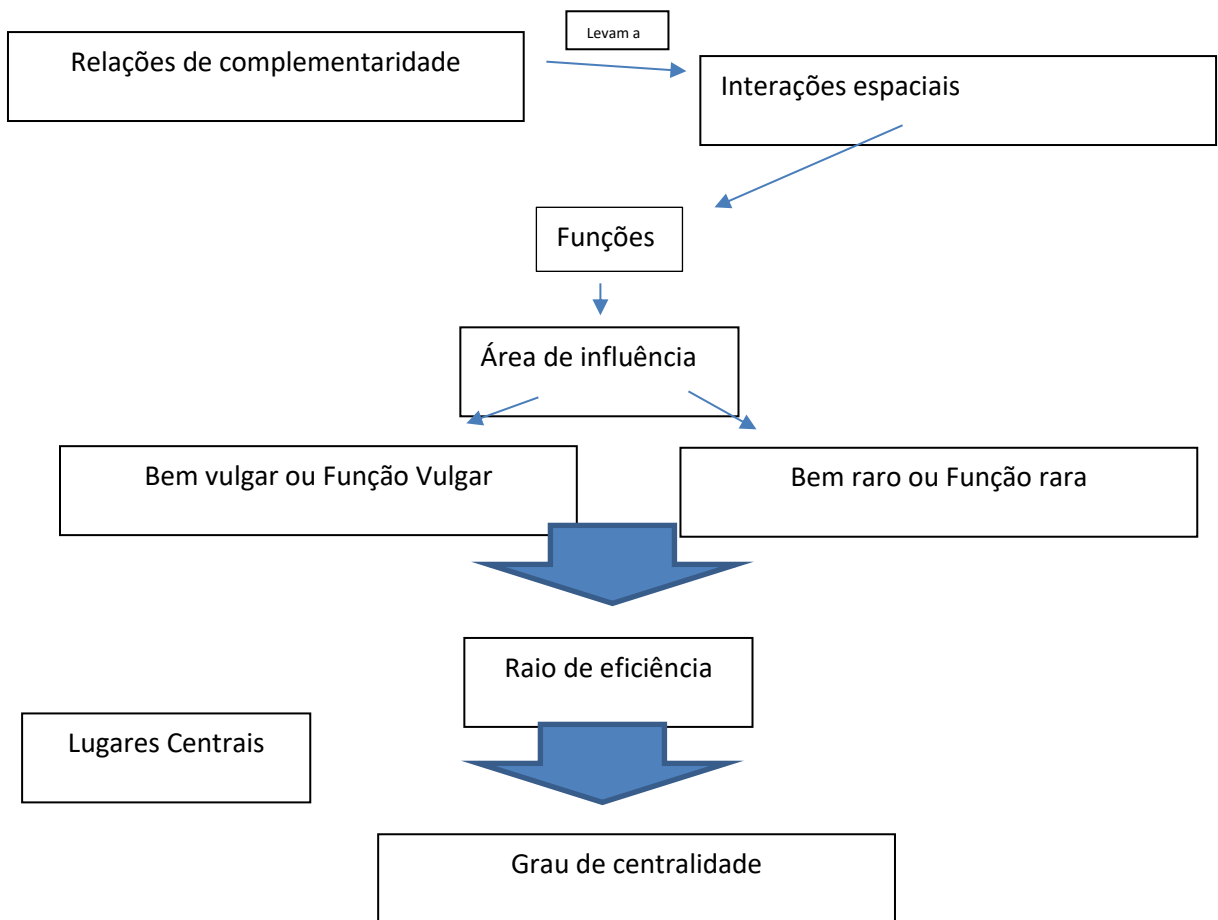 Levam a
Relações de complementaridade
Interações espaciais
Funções
Área de influência
Bem vulgar ou Função Vulgar
Bem raro ou Função rara
Raio de eficiência
Lugares Centrais
Grau de centralidade